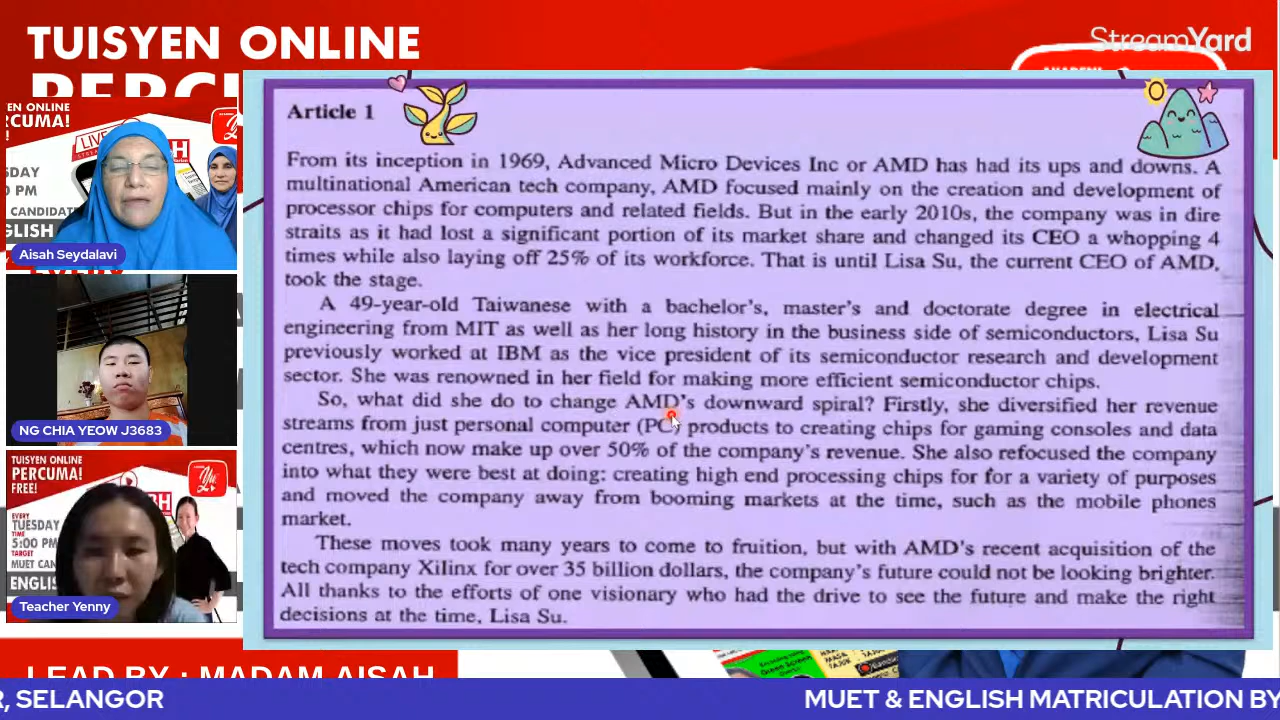 TUISYEN ONLINE
StreamYard
EN ONLINE
RCUMA!
LIVE
Aisah Seydalavi
NG CHIA YEOW J3683
TUISYEN ONLINE
PERCUMA!
FREE!
EVERY
TUESDAY
TIME
5:00 PM
TARGET
MUET CAN
ENGLIS
Teacher Yenny
Article 1
From its inception in 1969, Advanced Micro Devices Inc or AMD has had its ups and downs. A
multinational American tech company, AMD focused mainly on the creation and development of
processor chips for computers and related fields. But in the early 2010s, the company was in dire
straits as it had lost a significant portion of its market share and changed its CEO a whopping 4
times while also laying off 25% of its workforce. That is until Lisa Su, the current CEO of AMD,
took the stage.
A 49-year-old Taiwanese with a bachelor's, master's and doctorate degree in electrical
engineering from MIT as well as her long history in the business side of semiconductors, Lisa Su
previously worked at IBM as the vice president of its semiconductor research and development
sector. She was renowned in her field for making more efficient semiconductor chips.
So, what did she do to change AMD's downward spiral? Firstly, she diversified her revenue
streams from just personal computer (PC) products to creating chips for gaming consoles and data
centres, which now make up over 50% of the company's revenue. She also refocused the company
into what they were best at doing: creating high end processing chips for for a variety of purposes
and moved the company away from booming markets at the time, such as the mobile phones
market.
These moves took many years to come to fruition, but with AMD's recent acquisition of the
tech company Xilinx for over 35 billion dollars, the company's future could not be looking brighter.
All thanks to the efforts of one visionary who had the drive to see the future and make the right
decisions at the time, Lisa Su.
LEAD BY : MADAM AISAH
R, SELANGOR
MUET & ENGLISH MATRICULATION BY